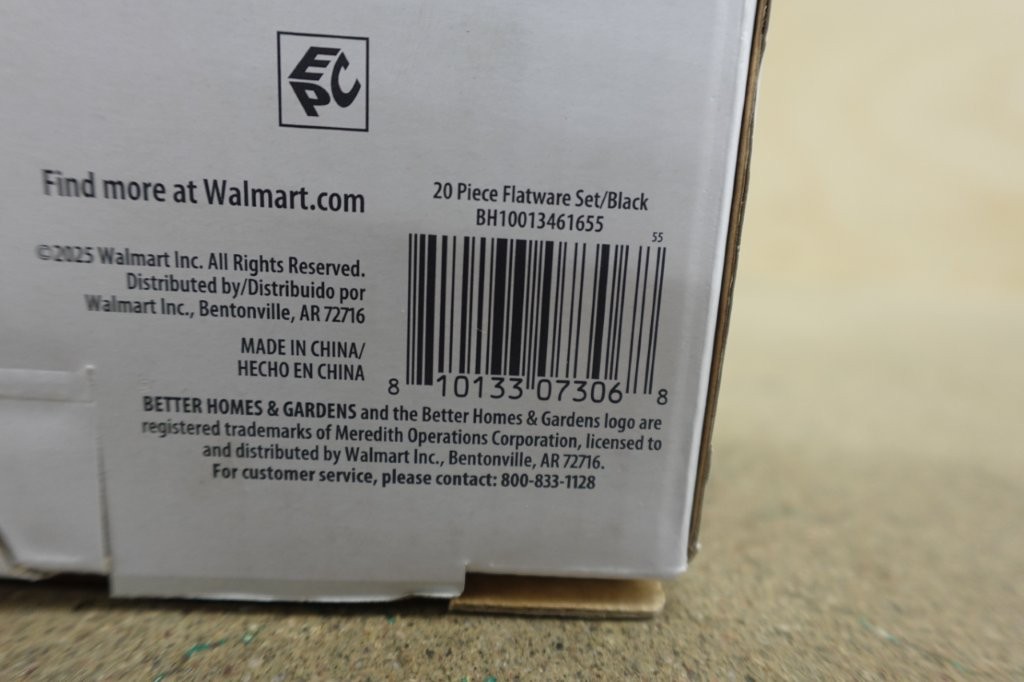 EPC
Find more at Walmart.com
©2025 Walmart Inc. All Rights Reserved.
Distributed by/Distribuido por
Walmart Inc., Bentonville, AR 72716
MADE IN CHINA/
HECHO EN CHINA
20 Piece Flatware Set/Black
BH10013461655
55
8 10133 07306 8
BETTER HOMES & GARDENS and the Better Homes & Gardens logo are
registered trademarks of Meredith Operations Corporation, licensed to
and distributed by Walmart Inc., Bentonville, AR 72716.
For customer service, please contact: 800-833-1128